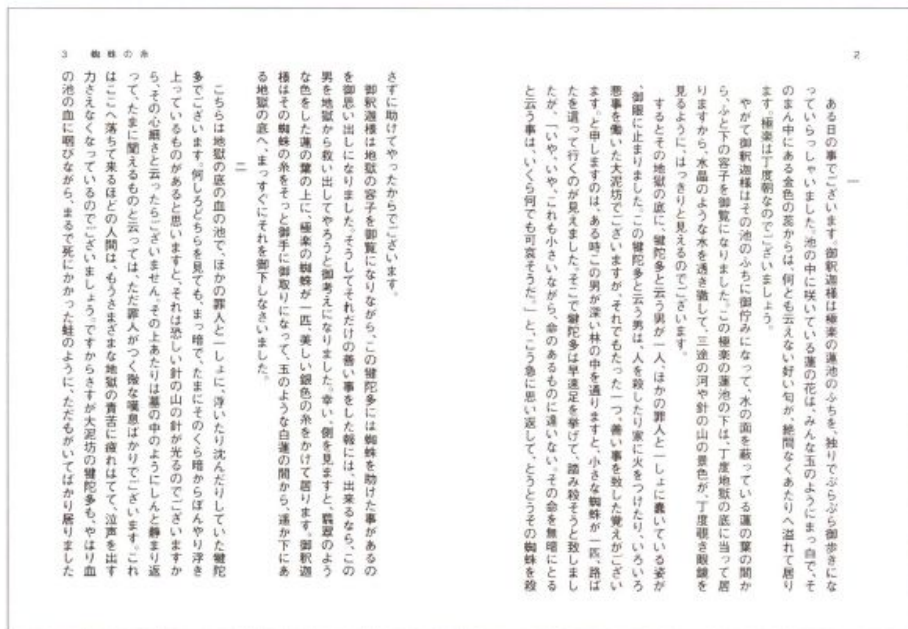 2
一
ある日の事でございます。御釈迦様は極楽の蓮池のふちを、独りでぶらぶら御歩きにな
っていらっしゃいました。池の中に咲いている蓮の花は、みんな玉のようにまっ白で、そ
のまん中にある金色の蕊からは、何とも云えない好い匂が、絶間なくあたりへ溢れて居り
ます。極楽は丁度朝なのでございましょう。
やがて御釈迦様はその池のふちに御佇みになって、水の面を蔽っている蓮の葉の間か
ら、ふと下の容子を御覧になりました。この極楽の蓮池の下は、丁度地獄の底に当って居
りますから、水晶のような水を透き徹して、三途の河や針の山の景色が、丁度覗き眼鏡を
見るように、はっきりと見えるのでございます。
するとその地獄の底に、犍陀多と云う男が一人、ほかの罪人と一しょに蠢いている姿が
、御眼に止まりました。この犍陀多と云う男は、人を殺したり家に火をつけたり、いろいろ
悪事を働いた大泥坊でございますが、それでもたった一つ、善い事を致した覚えがござい
ます。と申しますのは、ある時この男が深い林の中を通りますと、小さな蜘蛛が一匹、路ば
たを這って行くのが見えました。そこで犍陀多は早速足を挙げて、踏み殺そうと致しまし
たが、「いや、いや、これも小さいながら、命のあるものに違いない。その命を無暗にとる
と云う事は、いくら何でも可哀そうだ。」と、こう急に思い返して、とうとうその蜘蛛を殺
3 蜘蛛の糸
さずに助けてやったからでございます。
御釈迦様は地獄の容子を御覧になりながら、この犍陀多には蜘蛛を助けた事があるの
を御思い出しになりました。そうしてそれだけの善い事をした報には、出来るなら、この
男を地獄から救い出してやろうと御考えになりました。幸い、側を見ますと、翡翠のよう
な色をした蓮の葉の上に、極楽の蜘蛛が一匹、美しい銀色の糸をかけて居ります。御釈迦
様はその蜘蛛の糸をそっと御手に御取りになって、玉のような白蓮の間から、遥か下にあ
る地獄の底へ、まっすぐにそれを御下しなさいました。
二
こちらは地獄の底の血の池で、ほかの罪人と一しょに、浮いたり沈んだりしていた犍陀
多でございます。何しろどちらを見ても、まっ暗で、たまにそのくら暗からぼんやり浮き
上っているものがあると思いますと、それは恐しい針の山の針が光るのでございますか
ら、その心細さと云ったらございません。その上あたりは墓の中のようにしんと静まり返
って、たまに聞えるものと云っては、ただ罪人がつく微な嘆息ばかりでございます。これ
はここへ落ちて来るほどの人間は、もうさまざまな地獄の責苦に疲れはてて、泣声を出す
力さえなくなっているのでございましょう。ですからさすが大泥坊の犍陀多も、やはり血
の池の血に咽びながら、まるで死にかかった蛙のように、ただもがいてばかり居りました